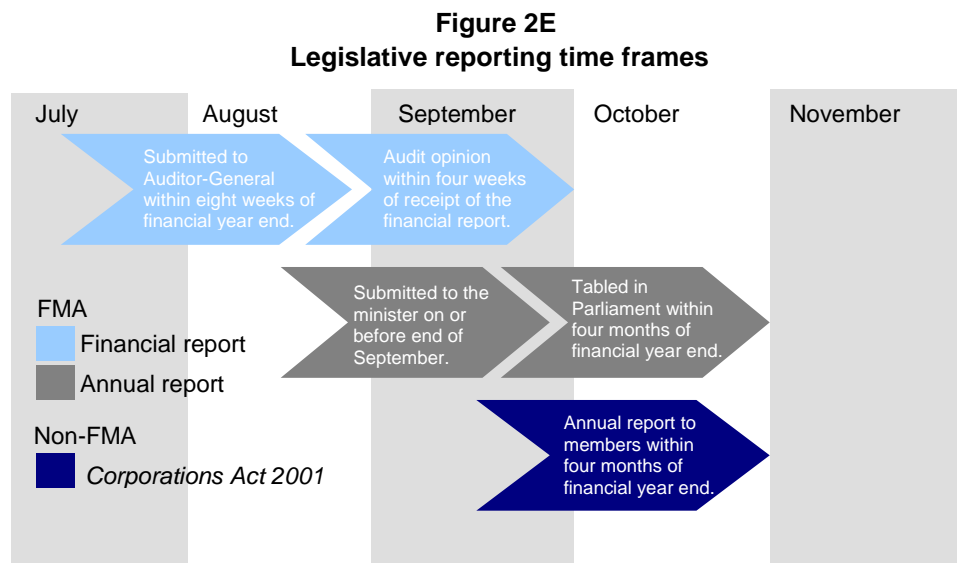 Figure 2E
Legislative reporting time frames
July August September October November
Submitted to
Auditor-General
within eight weeks of
financial year end.
Audit opinion
within four weeks
of receipt of the
financial report.
Submitted to the
minister on or
before end of
September.
Tabled in
Parliament within
four months of
financial year end.
FMA
Financial report
Annual report
Non-FMA
Corporations Act 2001
Annual report to
members within
four months of
financial year end.